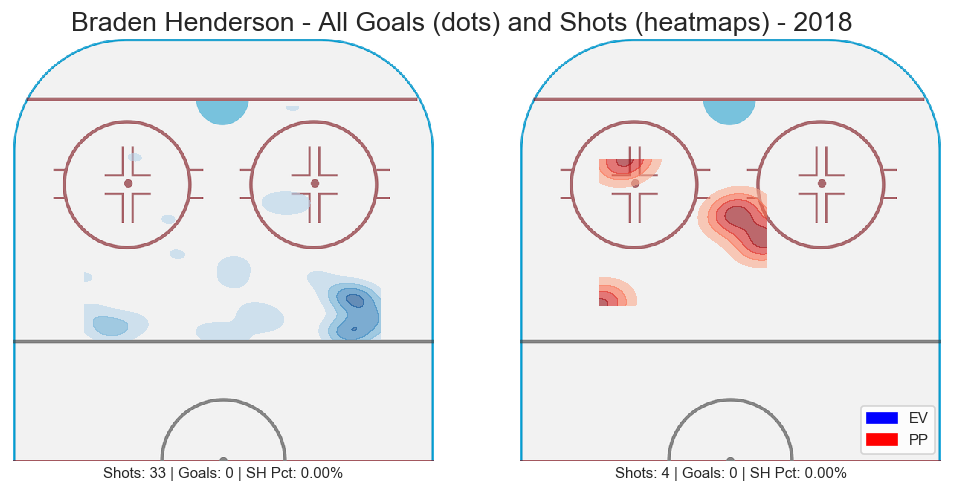 Braden Henderson - All Goals (dots) and Shots (heatmaps) - 2018
EV
PP
Shots: 33 | Goals: 0 | SH Pct: 0.00%
Shots: 4 | Goals: 0 | SH Pct: 0.00%